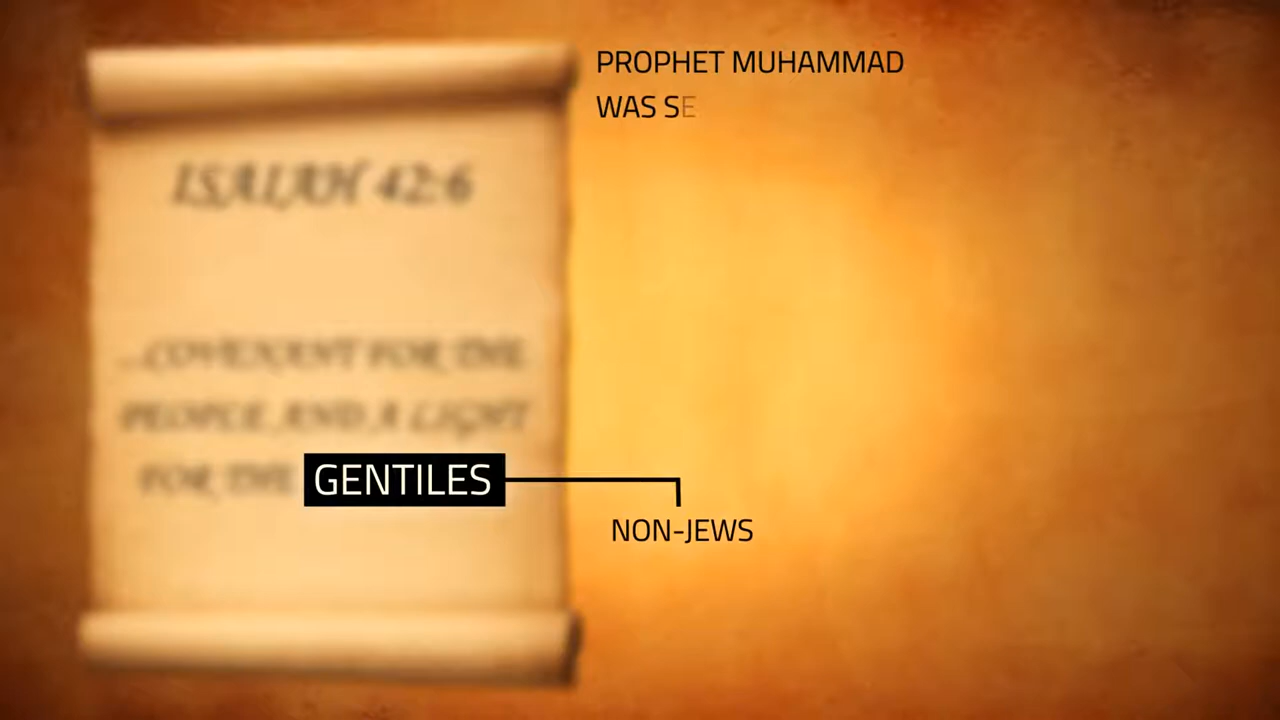 PROPHET MUHAMMAD
WAS SE
ISAIAH 42:6
...COVENANT FOR THE
PEOPLE AND A LIGHT
FOR THE GENTILES
NON-JEWS